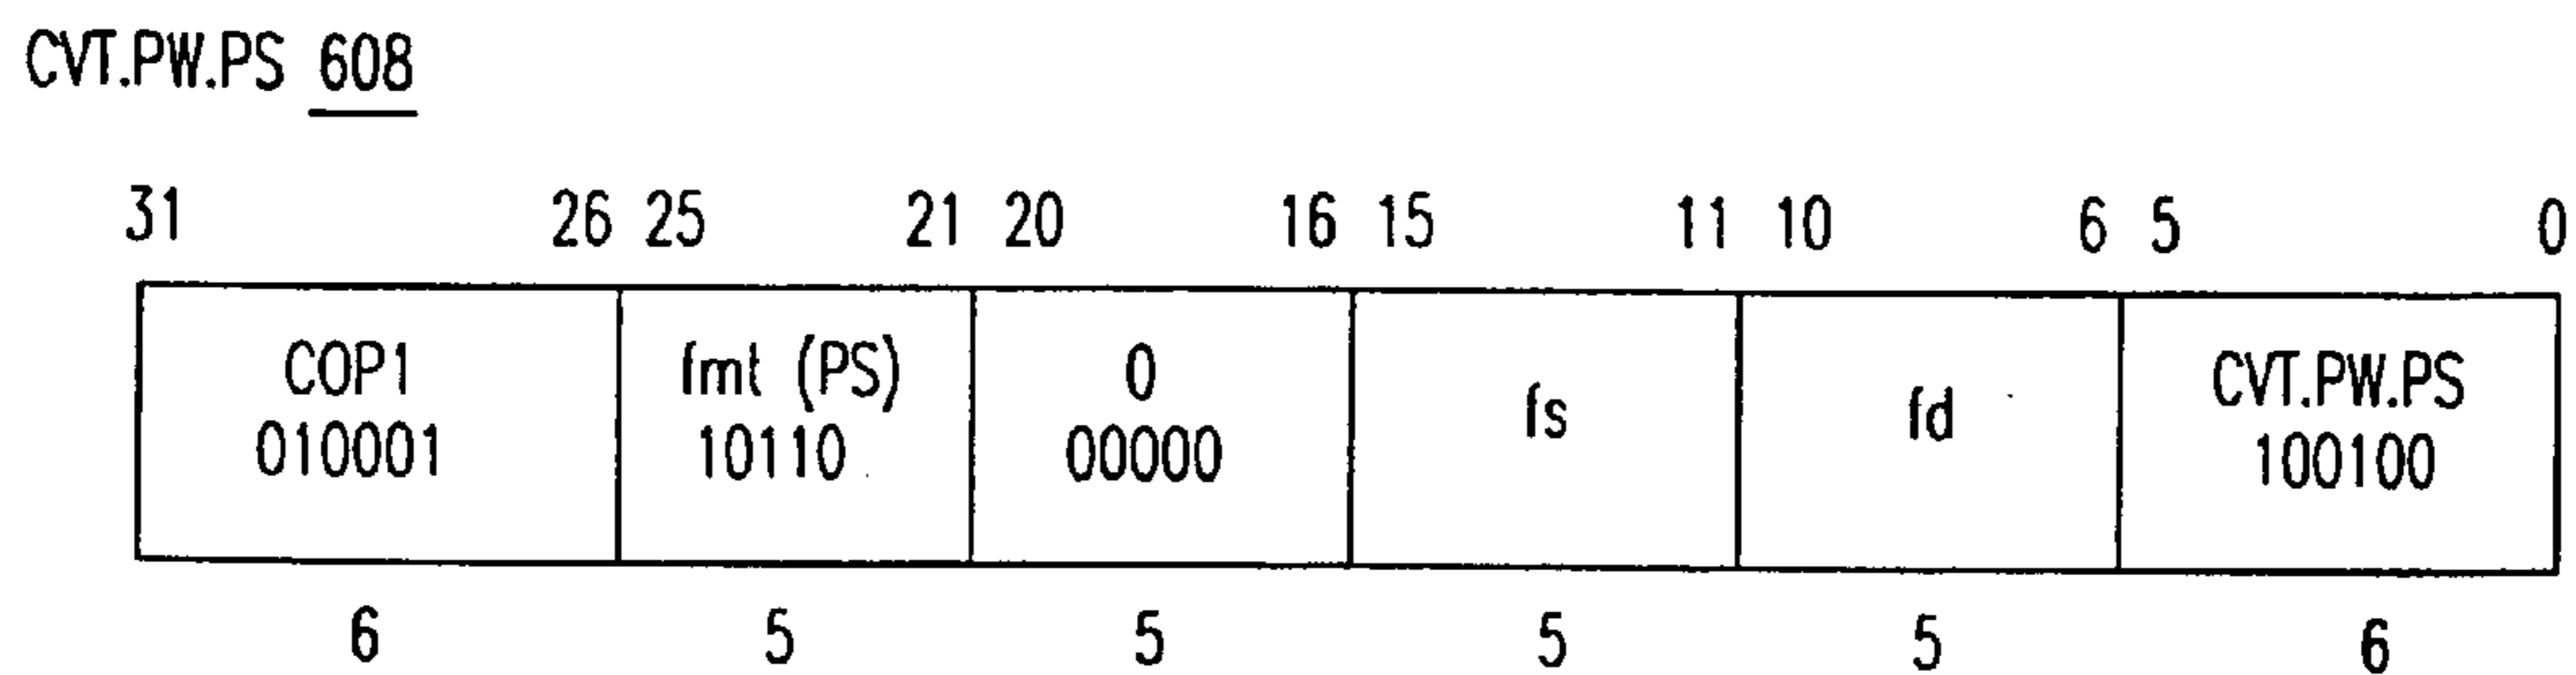 CVT.PW.PS 608
31 26 25 21 20 16 15 11 10 6 5 0
COP1 fmt (PS) 0 fs fd CVT.PW.PS
010001 10110 00000 100100
6 5 5 5 5 6